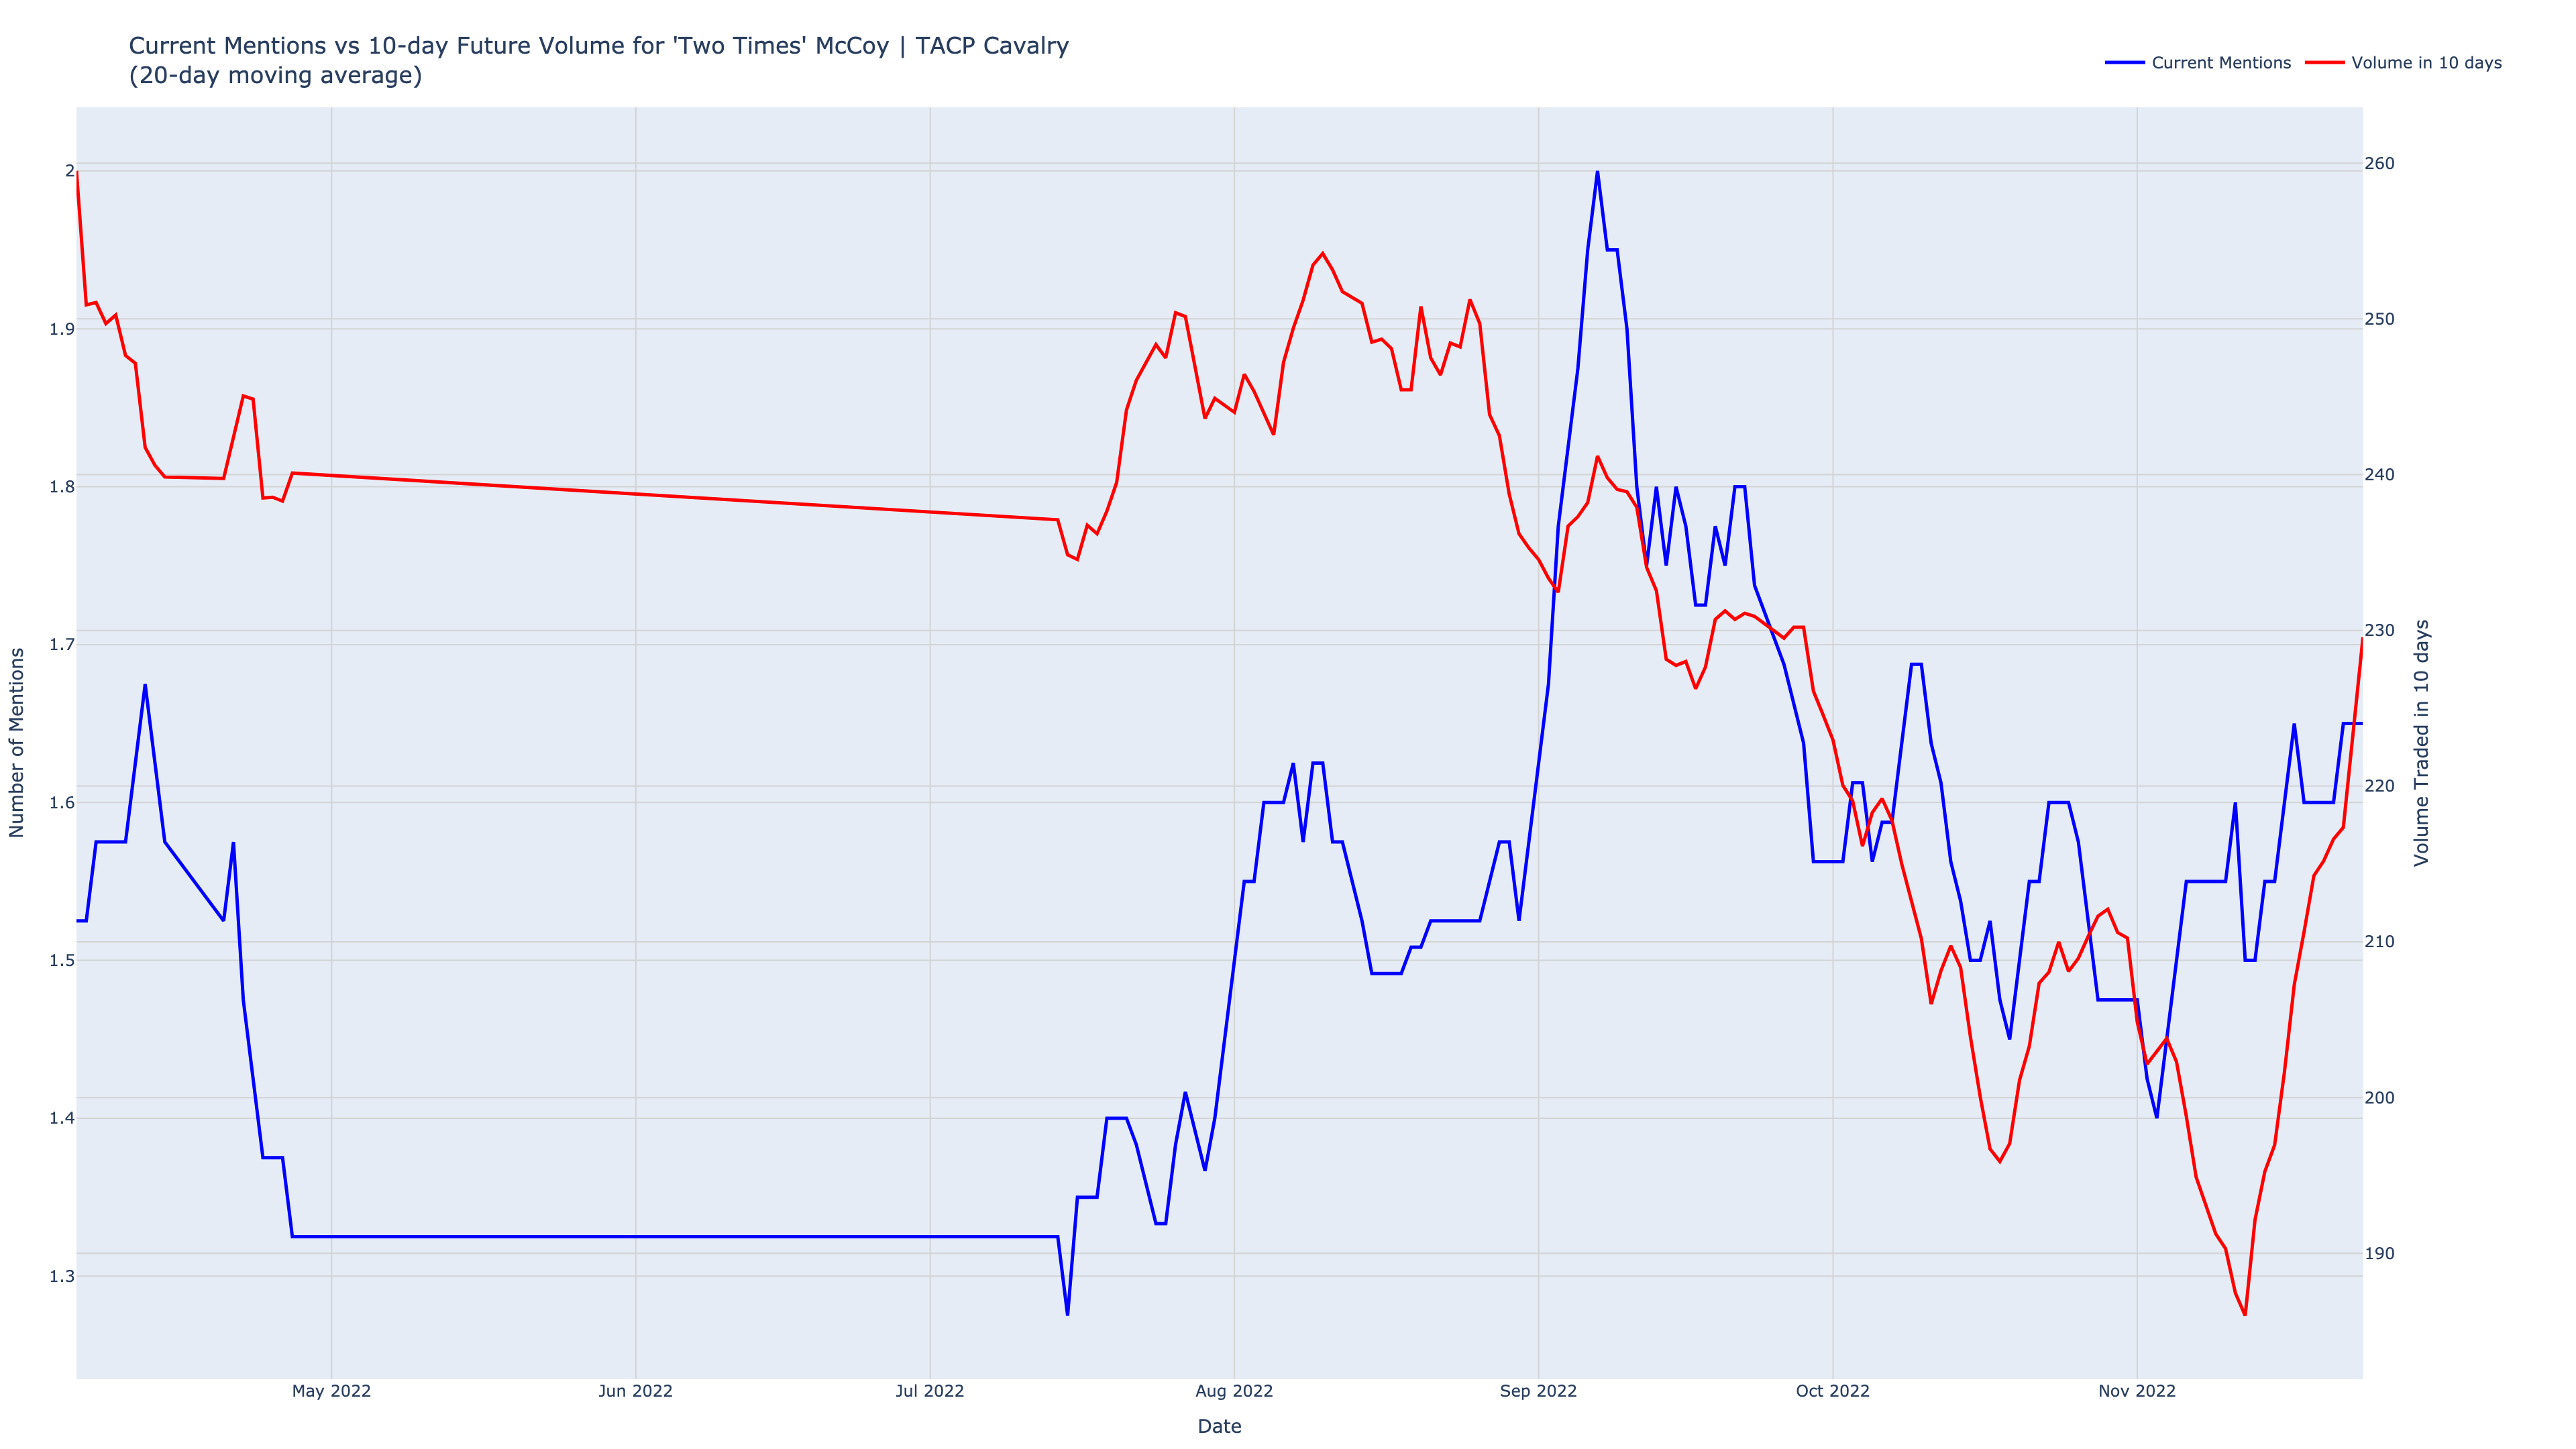 Current Mentions vs 10-day Future Volume for 'Two Times' McCoy | TACP Cavalry
(20-day moving average)
Current Mentions
Volume in 10 days
2
1.9
1.8
1.7
1.6
1.5
1.4
1.3
Number of Mentions
260
250
240
230
220
210
200
190
Volume Traded in 10 days
May 2022
Jun 2022
Jul 2022
Aug 2022
Sep 2022
Oct 2022
Nov 2022
Date